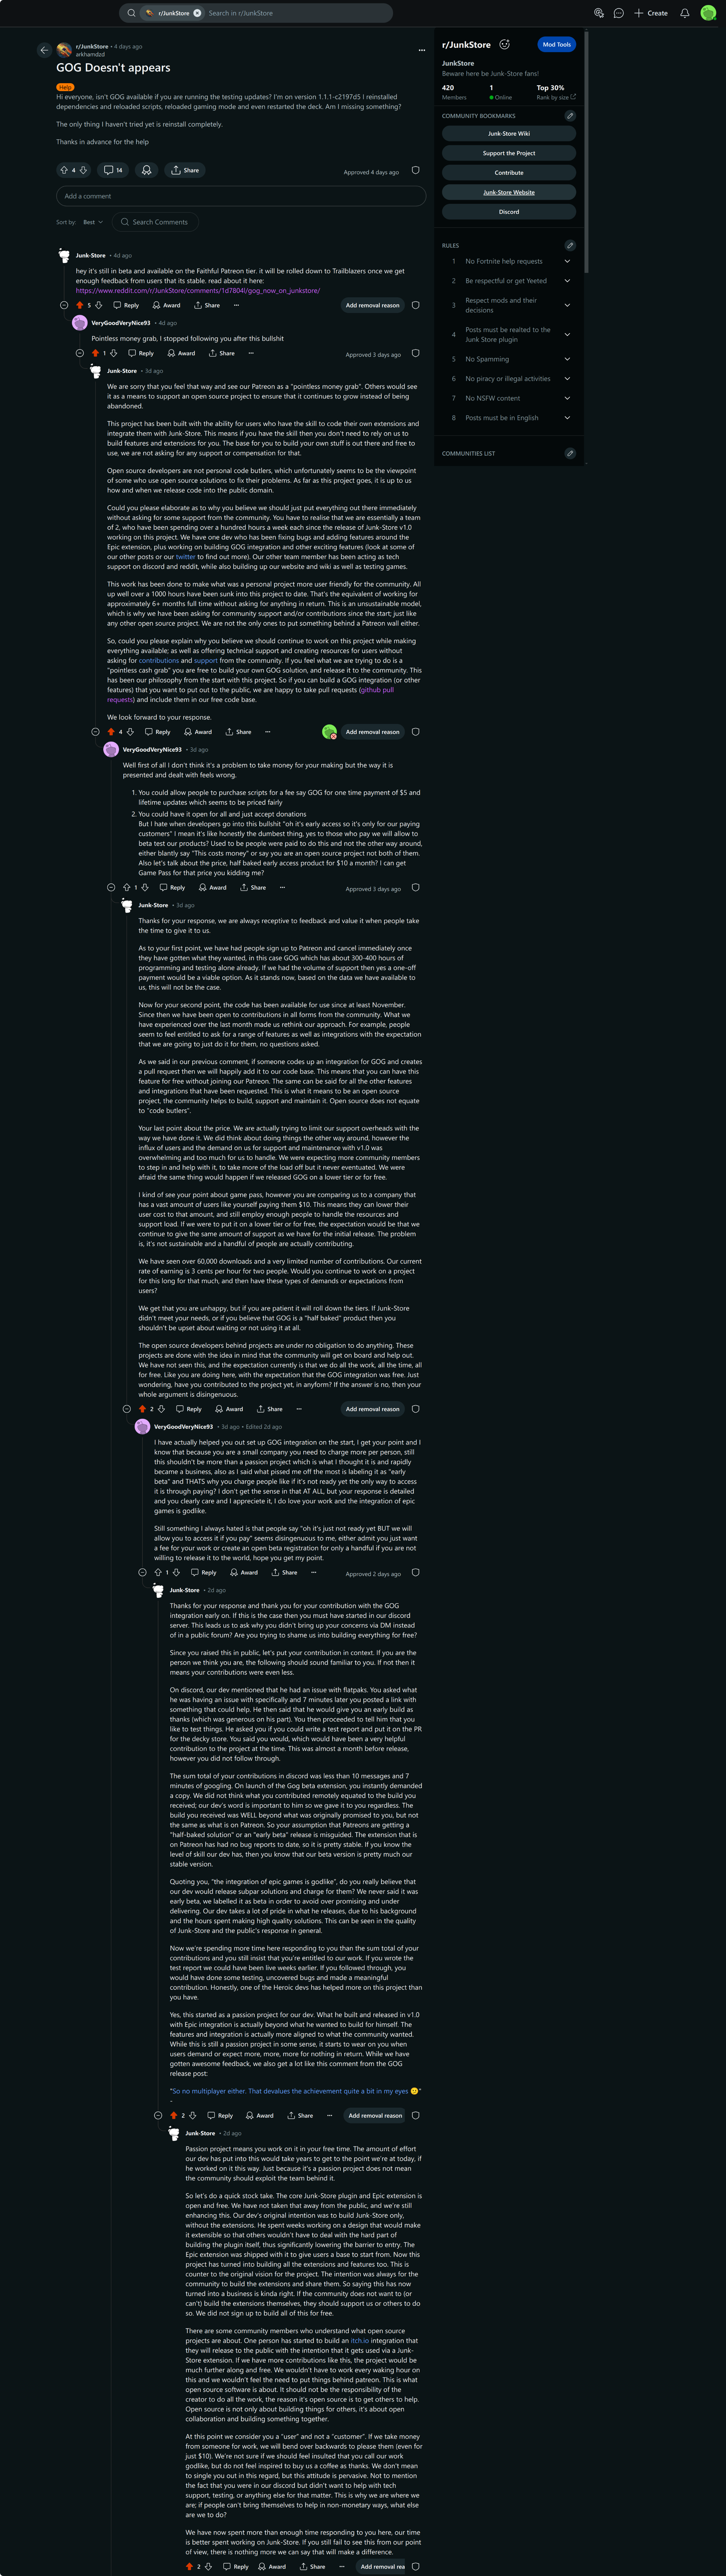 r/JunkStore
Search in r/JunkStore
Create
r/JunkStore • 4 days ago
arkhamdzd
GOG Doesn't appears
Help
Hi everyone, isn't GOG available if you are running the testing updates? I'm on version 1.1.1-c2197d5 I reinstalled
dependencies and reloaded scripts, reloaded gaming mode and even restarted the deck. Am I missing something?
The only thing I haven't tried yet is reinstall completely.
Thanks in advance for the help
4
14
Share
Approved 4 days ago
Add a comment
Sort by: Best
Search Comments
Junk-Store • 4d ago
hey it's still in beta and available on the Faithful Patreon tier. it will be rolled down to Trailblazers once we get
enough feedback from users that its stable. read about it here:
https://www.reddit.com/r/JunkStore/comments/1d7804l/gog_now_on_junkstore/
5 Reply Award Share ••• Add removal reason
VeryGoodVeryNice93 • 4d ago
Pointless money grab, I stopped following you after this bullshit
1 Reply Award Share ••• Approved 3 days ago
Junk-Store • 3d ago
We are sorry that you feel that way and see our Patreon as a "pointless money grab". Others would see
it as a means to support an open source project to ensure that it continues to grow instead of being
abandoned.
This project has been built with the ability for users who have the skill to code their own extensions and
integrate them with Junk-Store. This means if you have the skill then you don't need to rely on us to
build features and extensions for you. The base for you to build your own stuff is out there and free to
use, we are not asking for any support or compensation for that.
Open source developers are not personal code butlers, which unfortunately seems to be the viewpoint
of some who use open source solutions to fix their problems. As far as this project goes, it is up to us
how and when we release code into the public domain.
Could you please elaborate as to why you believe we should just put everything out there immediately
without asking for some support from the community. You have to realise that we are essentially a team
of 2, who have been spending over a hundred hours a week each since the release of Junk-Store v1.0
working on this project. We have one dev who has been fixing bugs and adding features around the
Epic extension, plus working on building GOG integration and other exciting features (look at some of
our other posts or our twitter to find out more). Our other team member has been acting as tech
support on discord and reddit, while also building up our website and wiki as well as testing games.
This work has been done to make what was a personal project more user friendly for the community. All
up well over a 1000 hours have been sunk into this project to date. That's the equivalent of working for
approximately 6+ months full time without asking for anything in return. This is an unsustainable model,
which is why we have been asking for community support and/or contributions since the start; just like
any other open source project. We are not the only ones to put something behind a Patreon wall either.
So, could you please explain why you believe we should continue to work on this project while making
everything available: as well as offering technical support and creating resources for users without
asking for contributions and support from the community. If you feel what we are trying to do is a
"pointless cash grab" you are free to build your own GOG solution, and release it to the community. This
has been our philosophy from the start with this project. So if you can build a GOG integration (or other
features) that you want to put out to the public, we are happy to take pull requests (github pull
requests) and include them in our free code base.
We look forward to your response.
4 Reply Award Share ••• Add removal reason
VeryGoodVeryNice93 • 3d ago
Well first of all I don't think it's a problem to take money for your making but the way it is
presented and dealt with feels wrong.
1. You could allow people to purchase scripts for a fee say GOG for one time payment of $5 and
lifetime updates which seems to be priced fairly
2. You could have it open for all and just accept donations
But I hate when developers go into this bullshit "oh it's early access so it's only for our paying
customers" I mean it's like honestly the dumbest thing, yes to those who pay we will allow to
beta test our products? Used to be people were paid to do this and not the other way around,
either blantly say "This costs money" or say you are an open source project not both of them.
Also let's talk about the price, half baked early access product for $10 a month? I can get
Game Pass for that price you kidding me?
1 Reply Award Share ••• Approved 3 days ago
Junk-Store • 3d ago
Thanks for your response, we are always receptive to feedback and value it when people take
the time to give it to us.
As to your first point, we have had people sign up to Patreon and cancel immediately once
they have gotten what they wanted, in this case GOG which has about 300-400 hours of
programming and testing alone already. If we had the volume of support then yes a one-off
payment would be a viable option. As it stands now, based on the data we have available to
us, this will not be the case.
Now for your second point, the code has been available for use since at least November.
Since then we have been open to contributions in all forms from the community. What we
have experienced over the last month made us rethink our approach. For example, people
seem to feel entitled to ask for a range of features as well as integrations with the expectation
that we are going to just do it for them, no questions asked.
As we said in our previous comment, if someone codes up an integration for GOG and creates
a pull request then we will happily add it to our code base. This means that you can have this
feature for free without joining our Patreon. The same can be said for all the other features
and integrations that have been requested. This is what it means to be an open source
project, the community helps to build, support and maintain it. Open source does not equate
to "code butlers".
Your last point about the price. We are actually trying to limit our support overheads with the
way we have done it. We did think about doing things the other way around, however the
influx of users and the demand on us for support and maintenance with v1.0 was
overwhelming and too much for us to handle. We were expecting more community members
to step in and help with it, to take more of the load off but it never eventuated. We were
afraid the same thing would happen if we released GOG on a lower tier or for free.
I kind of see your point about game pass, however you are comparing us to a company that
has a vast amount of users like yourself paying them $10. This means they can lower their
user cost to that amount, and still employ enough people to handle the resources and
support load. If we were to put it on a lower tier or for free, the expectation would be that we
continue to give the same amount of support as we have for the initial release. The problem
is, it's not sustainable and a handful of people are actually contributing.
We have seen over 60,000 downloads and a very limited number of contributions. Our current
rate of earning is 3 cents per hour for two people. Would you continue to work on a project
for this long for that much, and then have these types of demands or expectations from
users?
We get that you are unhappy, but if you are patient it will roll down the tiers. If Junk-Store
didn't meet your needs, or if you believe that GOG is a "half baked" product then you
shouldn't be upset about waiting or not using it at all.
The open source developers behind projects are under no obligation to do anything. These
projects are done with the idea in mind that the community will get on board and help out.
We have not seen this, and the expectation currently is that we do all the work, all the time, all
for free. Like you are doing here, with the expectation that the GOG integration was free. Just
wondering, have you contributed to the project yet, in anyform? If the answer is no, then your
whole argument is disingenuous.
2 Reply Award Share ••• Add removal reason
VeryGoodVeryNice93 • 3d ago • Edited 2d ago
I have actually helped you out set up GOG integration on the start, I get your point and I
know that because you are a small company you need to charge more per person, still
this shouldn't be more than a passion project which is what I thought it is and rapidly
became a business, also as I said what pissed me off the most is labeling it as "early
beta" and THATS why you charge people like if it's not ready yet the only way to access
it is through paying? I don't get the sense in that AT ALL, but your response is detailed
and you clearly care and I appreciete it, I do love your work and the integration of epic
games is godlike.
Still something I always hated is that people say "oh it's just not ready yet BUT we will
allow you to access it if you pay" seems disingenuous to me, either admit you just want
a fee for your work or create an open beta registration for only a handful if you are not
willing to release it to the world, hope you get my point.
1 Reply Award Share ••• Approved 2 days ago
Junk-Store • 2d ago
Thanks for your response and thank you for your contribution with the GOG
integration early on. If this is the case then you must have started in our discord
server. This leads us to ask why you didn't bring up your concerns via DM instead
of in a public forum? Are you trying to shame us into building everything for free?
Since you raised this in public, let's put your contribution in context. If you are the
person we think you are, the following should sound familiar to you. If not then it
means your contributions were even less.
On discord, our dev mentioned that he had an issue with flatpaks. You asked what
he was having an issue with specifically and 7 minutes later you posted a link with
something that could help. He then said that he would give you an early build as
thanks (which was generous on his part). You then proceeded to tell him that you
like to test things. He asked you if you could write a test report and put it on the PR
for the decky store. You said you would, which would have been a very helpful
contribution to the project at the time. This was almost a month before release,
however you did not follow through.
The sum total of your contributions in discord was less than 10 messages and 7
minutes of googling. On launch of the Gog beta extension, you instantly demanded
a copy. We did not think what you contributed remotely equated to the build you
received; our dev's word is important to him so we gave it to you regardless. The
build you received was WELL beyond what was originally promised to you, but not
the same as what is on Patreon. So your assumption that Patreons are getting a
"half-baked solution" or an "early beta" release is misguided. The extension that is
on Patreon has had no bug reports to date, so it is pretty stable. If you know the
level of skill our dev has, then you know that our beta version is pretty much our
stable version.
Quoting you, "the integration of epic games is godlike", do you really believe that
our dev would release subpar solutions and charge for them? We never said it was
early beta, we labelled it as beta in order to avoid over promising and under
delivering. Our dev takes a lot of pride in what he releases, due to his background
and the hours spent making high quality solutions. This can be seen in the quality
of Junk-Store and the public's response in general.
Now we're spending more time here responding to you than the sum total of your
contributions and you still insist that you're entitled to our work. If you wrote the
test report we could have been live weeks earlier. If you followed through, you
would have done some testing, uncovered bugs and made a meaningful
contribution. Honestly, one of the Heroic devs has helped more on this project than
you have.
Yes, this started as a passion project for our dev. What he built and released in v1.0
with Epic integration is actually beyond what he wanted to build for himself. The
features and integration is actually more aligned to what the community wanted.
While this is still a passion project in some sense, it starts to wear on you when
users demand or expect more, more, more for nothing in return. While we have
gotten awesome feedback, we also get a lot like this comment from the GOG
release post:
"So no multiplayer either. That devalues the achievement quite a bit in my eyes 🙁"
-
2 Reply Award Share ••• Add removal reason
Junk-Store • 2d ago
Passion project means you work on it in your free time. The amount of effort
our dev has put into this would take years to get to the point we're at today, if
he worked on it this way. Just because it's a passion project does not mean
the community should exploit the team behind it.
So let's do a quick stock take. The core Junk-Store plugin and Epic extension is
open and free. We have not taken that away from the public, and we're still
enhancing this. Our dev's original intention was to build Junk-Store only,
without the extensions. He spent weeks working on a design that would make
it extensible so that others wouldn't have to deal with the hard part of
building the plugin itself, thus significantly lowering the barrier to entry. The
Epic extension was shipped with it to give users a base to start from. Now this
project has turned into building all the extensions and features too. This is
counter to the original vision for the project. The intention was always for the
community to build the extensions and share them. So saying this has now
turned into a business is kinda right. If the community does not want to (or
can't) build the extensions themselves, they should support us or others to do
so. We did not sign up to build all of this for free.
There are some community members who understand what open source
projects are about. One person has started to build an itch.io integration that
they will release to the public with the intention that it gets used via a Junk-
Store extension. If we have more contributions like this, the project would be
much further along and free. We wouldn't have to work every waking hour on
this and we wouldn't feel the need to put things behind patreon. This is what
open source software is about. It should not be the responsibility of the
creator to do all the work, the reason it's open source is to get others to help.
Open source is not only about building things for others, it's about open
collaboration and building something together.
At this point we consider you a "user" and not a "customer". If we take money
from someone for work, we will bend over backwards to please them (even for
just $10). We're not sure if we should feel insulted that you call our work
godlike, but do not feel inspired to buy us a coffee as thanks. We don't mean
to single you out in this regard, but this attitude is pervasive. Not to mention
the fact that you were in our discord but didn't want to help with tech
support, testing, or anything else for that matter. This is why we are where we
are; if people can't bring themselves to help in non-monetary ways, what else
are we to do?
We have now spent more than enough time responding to you here, our time
is better spent working on Junk-Store. If you still fail to see this from our point
of view, there is nothing more we can say that will make a difference.
2 Reply Award Share ••• Add removal rea
r/JunkStore
Mod Tools
JunkStore
Beware here be Junk-Store fans!
420 1 Top 30%
Members Online Rank by size
COMMUNITY BOOKMARKS
Junk-Store Wiki
Support the Project
Contribute
Junk-Store Website
Discord
RULES
1 No Fortnite help requests
2 Be respectful or get Yeeted
3 Respect mods and their
decisions
4 Posts must be realted to the
Junk Store plugin
5 No Spamming
6 No piracy or illegal activities
7 No NSFW content
8 Posts must be in English
COMMUNITIES LIST